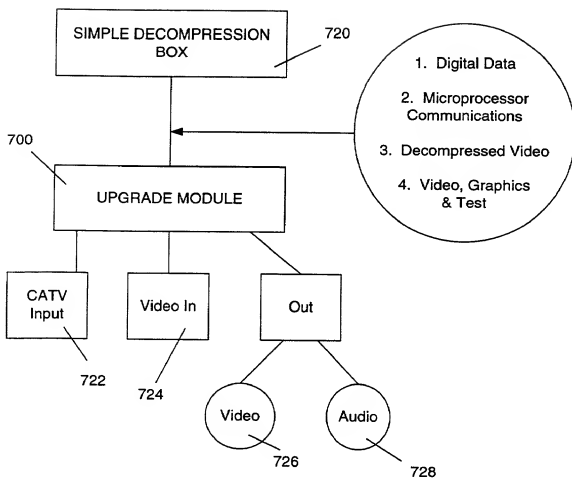 SIMPLE DECOMPRESSION
BOX
720
1. Digital Data
2. Microprocessor
Communications
3. Decompressed Video
4. Video, Graphics
& Test
700
UPGRADE MODULE
CATV
Input
722
Video In
724
Out
Video
726
Audio
728